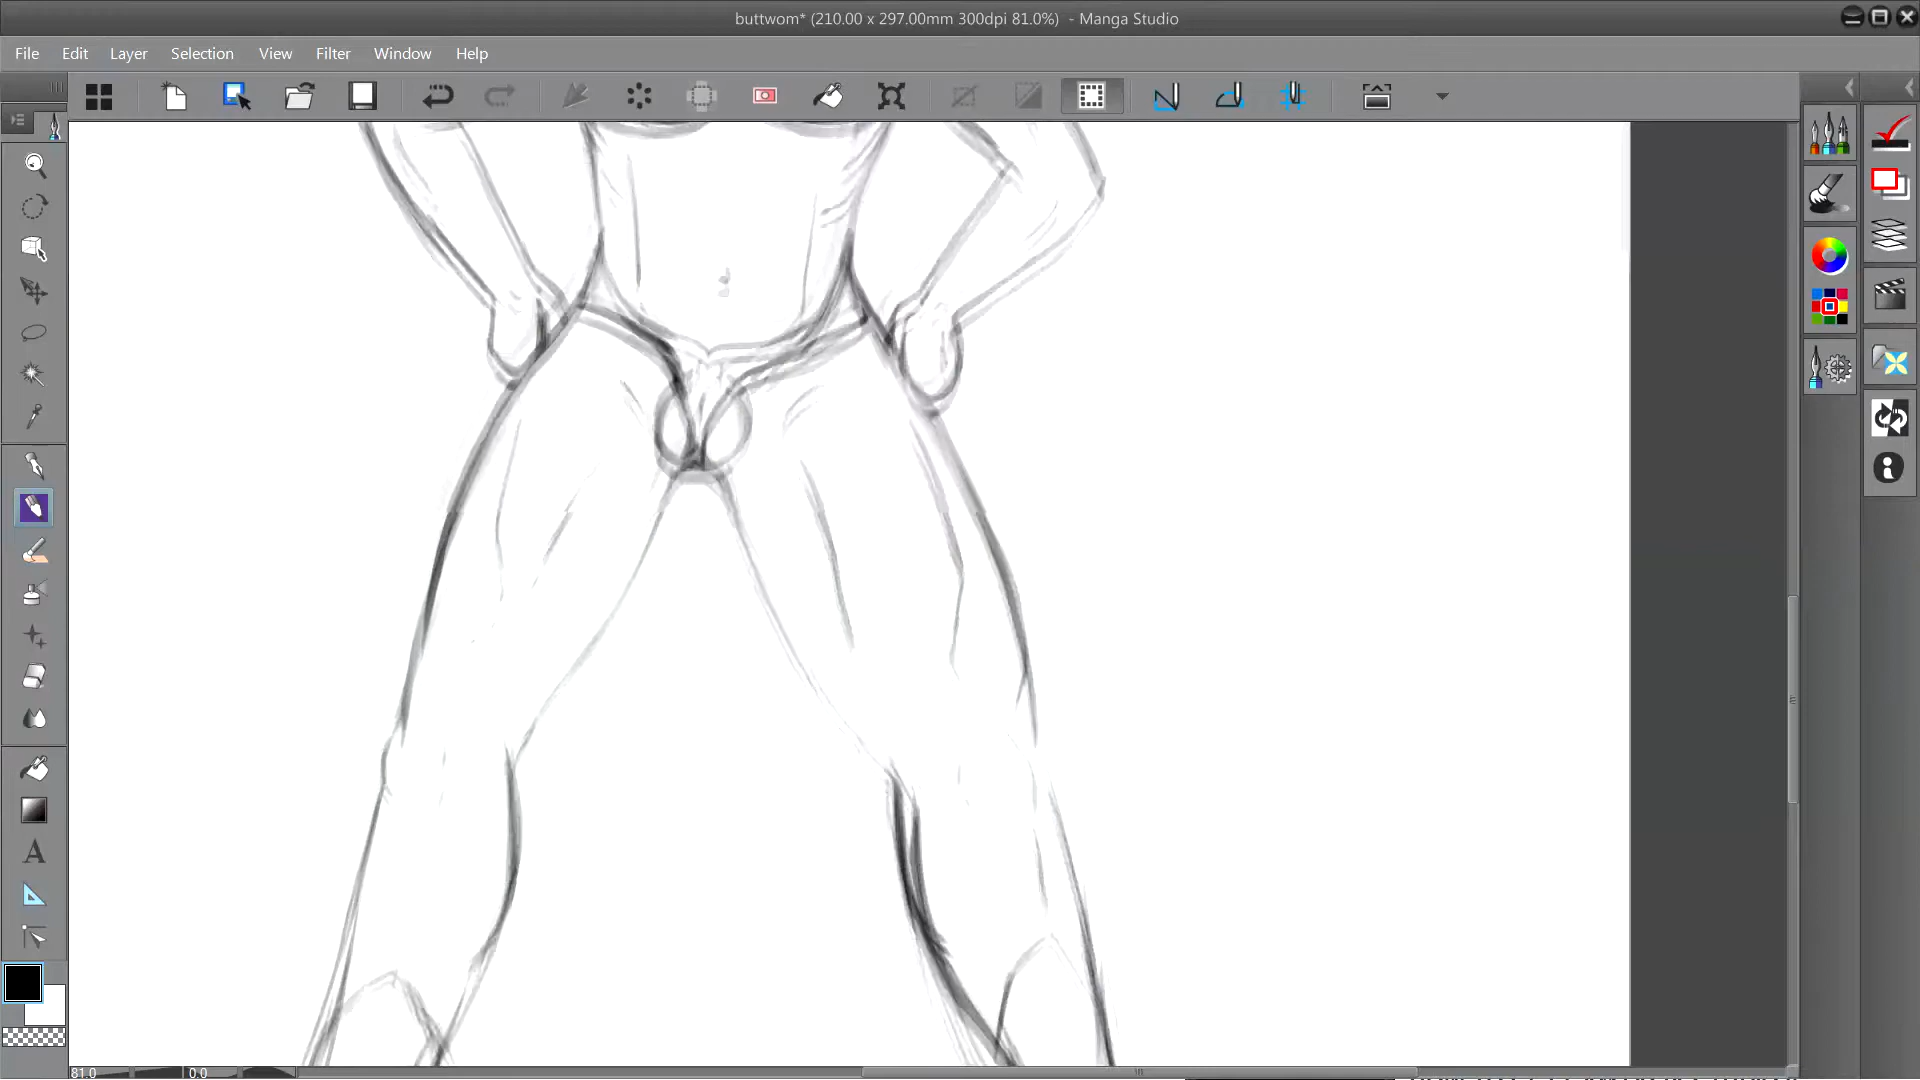 buttwom* (210.00 x 297.00mm 300dpi 81.0%)  - Manga Studio
File Edit Layer Selection View Filter Window Help
A
81.0 0.0